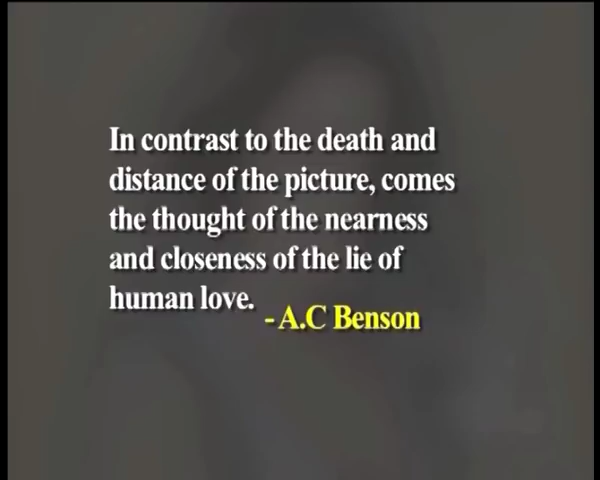 In contrast to the death and
distance of the picture, comes
the thought of the nearness
and closeness of the lie of
human love.
- A.C Benson